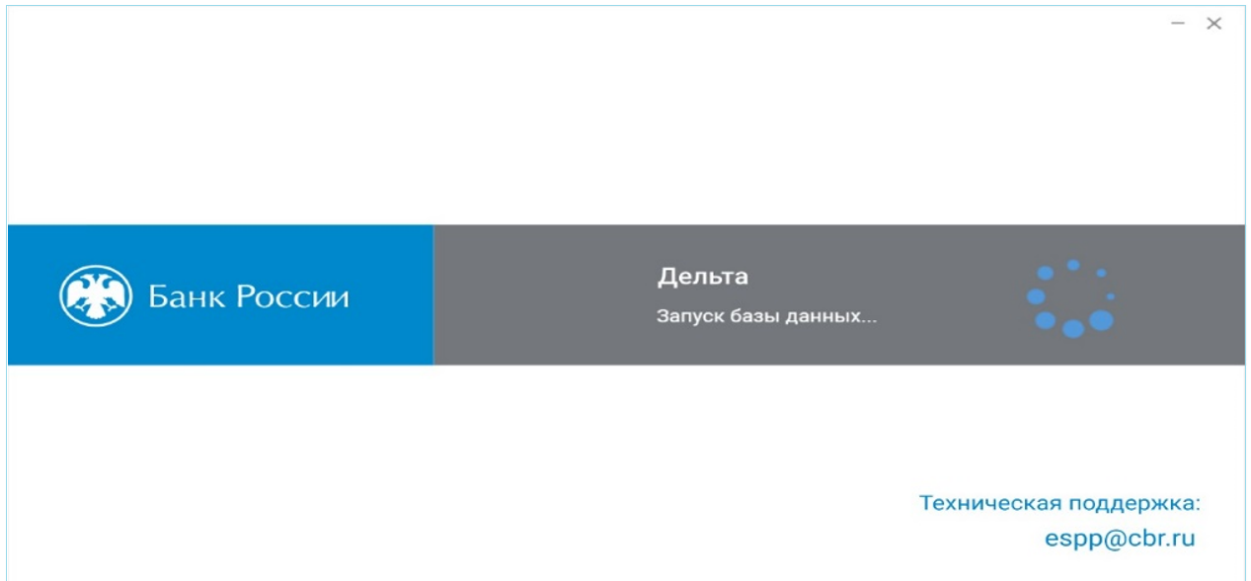 Банк России
Дельта
Запуск базы данных...
Техническая поддержка:
espp@cbr.ru